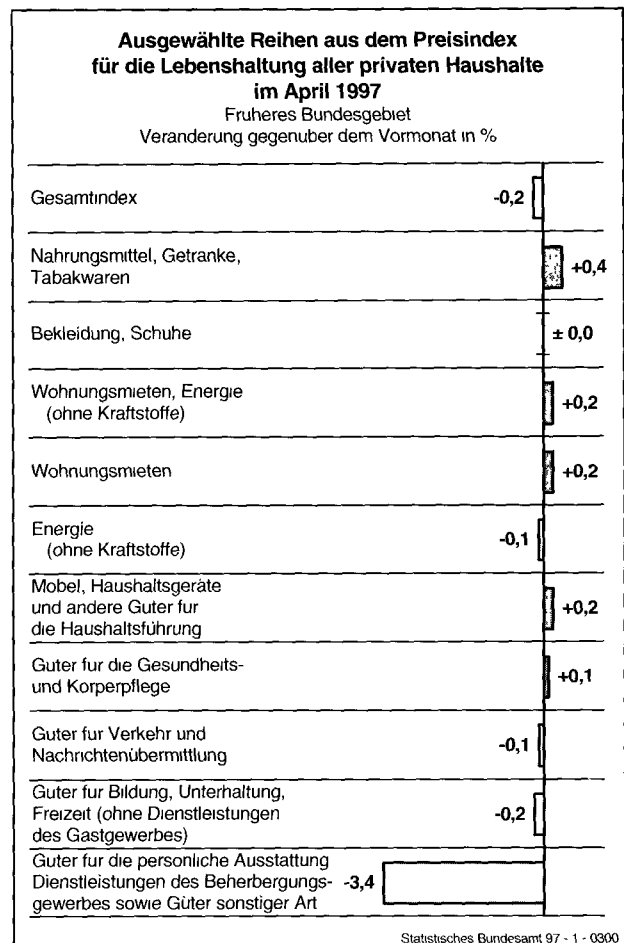 Ausgewählte Reihen aus dem Preisindex
für die Lebenshaltung aller privaten Haushalte
im April 1997
Fruheres Bundesgebiet
Veranderung gegenuber dem Vormonat in %
Gesamtindex -0,2
Nahrungsmittel, Getranke,
Tabakwaren +0,4
Bekleidung, Schuhe ± 0,0
Wohnungsmieten, Energie
(ohne Kraftstoffe) +0,2
Wohnungsmieten +0,2
Energie
(ohne Kraftstoffe) -0,1
Mobel, Haushaltsgeräte
und andere Guter fur
die Haushaltsführung +0,2
Guter fur die Gesundheits-
und Korperpflege +0,1
Guter fur Verkehr und
Nachrichtenübermittlung -0,1
Guter fur Bildung, Unterhaltung,
Freizeit (ohne Dienstleistungen
des Gastgewerbes) -0,2
Guter fur die personliche Ausstattung
Dienstleistungen des Beherbergungs- -3,4
gewerbes sowie Güter sonstiger Art
Statistisches Bundesamt 97 - 1 - 0300